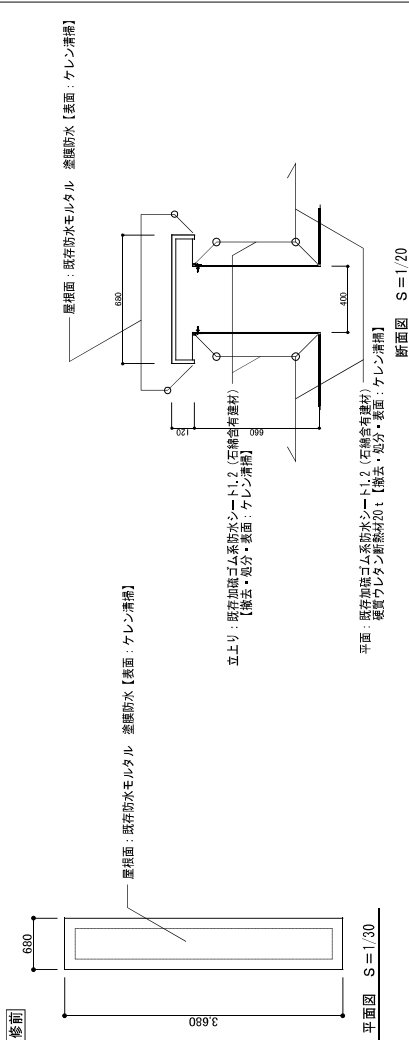 修前
680
3,680
屋根面：既存防水モルタル　塗膜防水【表面：ケレン清掃】
平面図　S＝1/30
屋根面：既存防水モルタル　塗膜防水【表面：ケレン清掃】
680
120
660
400
立上り：既存加硫ゴム系防水シート1.2（石綿含有建材）
【撤去・処分・表面：ケレン清掃】
平面：既存加硫ゴム系防水シート1.2（石綿含有建材）
硬質ウレタン断熱材20ｔ【撤去・処分・表面：ケレン清掃】
断面図　S＝1/20